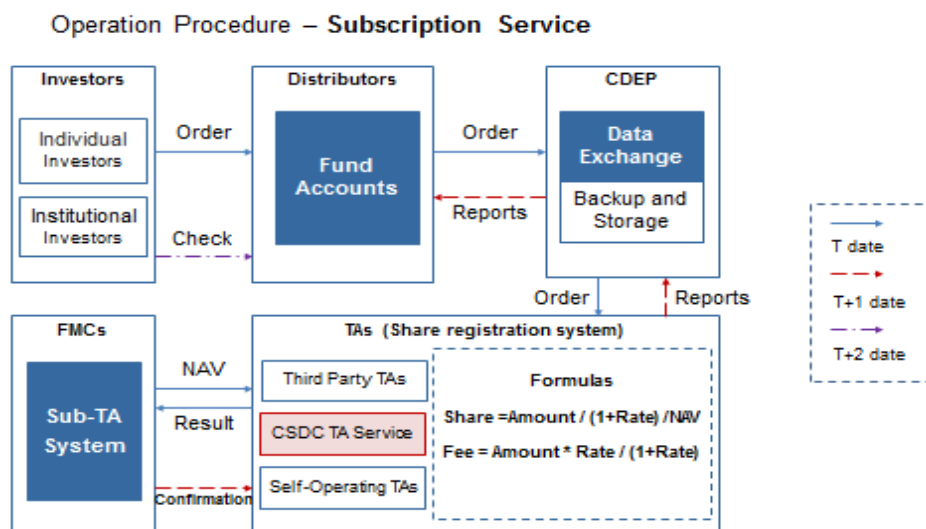 Operation Procedure – Subscription Service
Investors
Individual
Investors
Institutional
Investors
Order
Check
Distributors
Fund
Accounts
Order
Reports
CDEP
Data
Exchange
Backup and
Storage
Order
Reports
T date
T+1 date
T+2 date
FMCs
Sub-TA
System
NAV
Result
Confirmation
TAs (Share registration system)
Third Party TAs
CSDC TA Service
Self-Operating TAs
Formulas
Share =Amount / (1+Rate) /NAV
Fee = Amount * Rate / (1+Rate)